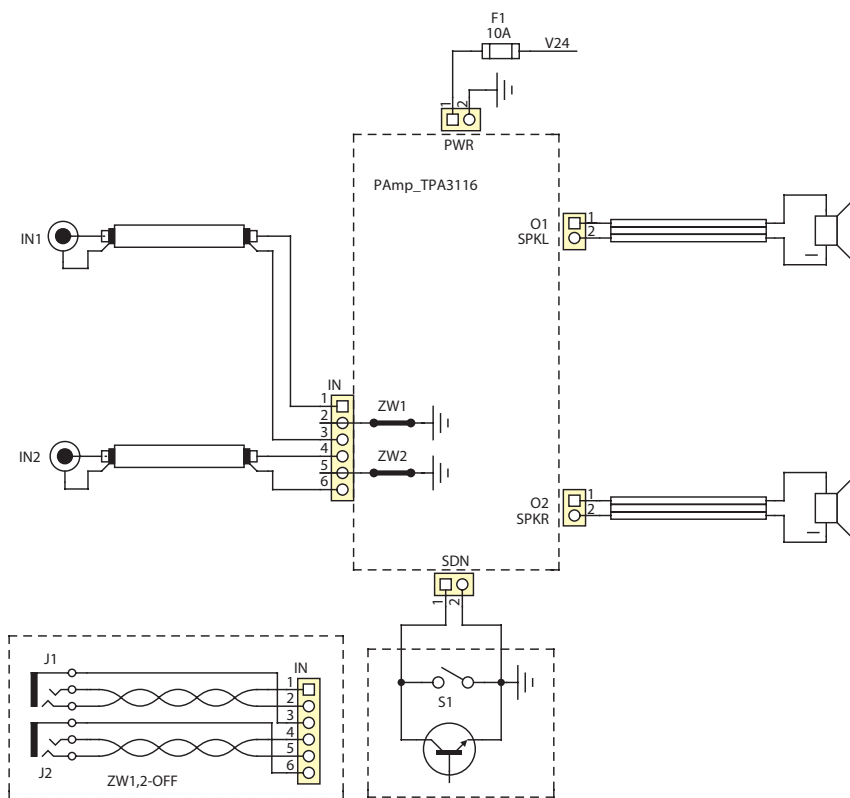 F1
10A
V24
1
2
PWR
PAmp_TPA3116
IN1
O1
SPKL
1
2
IN
1
2
3
4
5
6
ZW1
ZW2
IN2
O2
SPKR
1
2
SDN
1
2
S1
J1
IN
1
2
3
4
5
6
J2
ZW1,2-OFF